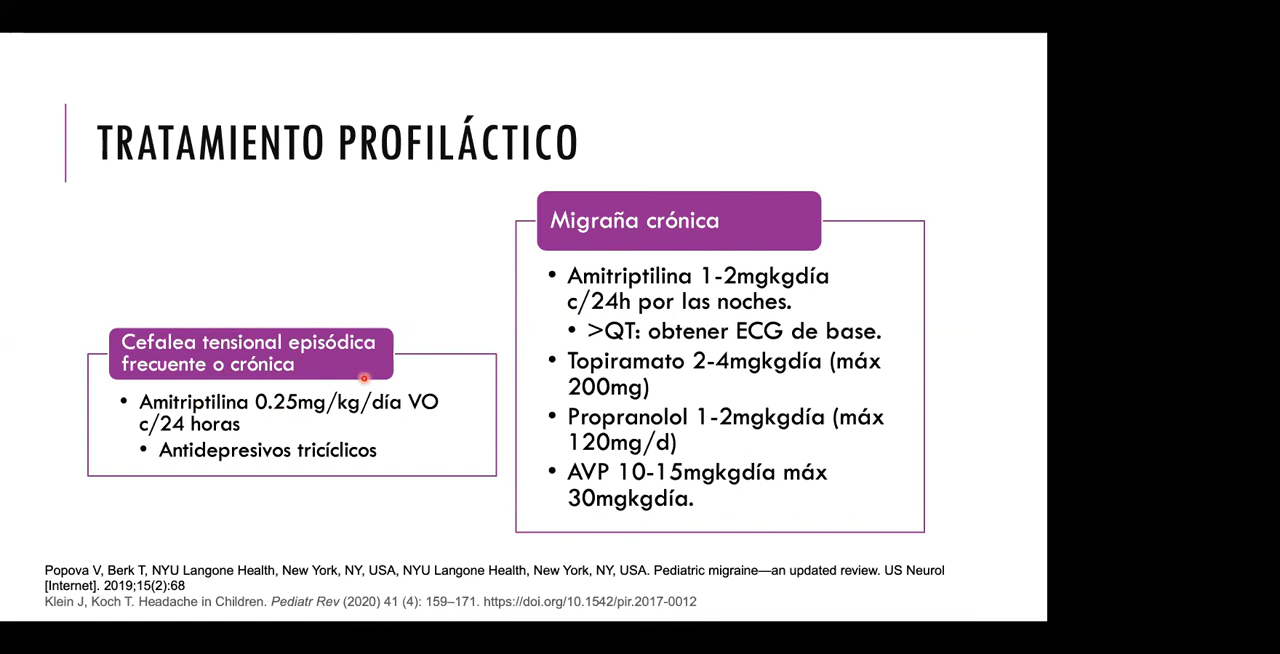 TRATAMIENTO PROFILÁCTICO
Cefalea tensional episódica
frecuente o crónica
• Amitriptilina 0.25mg/kg/día VO
c/24 horas
• Antidepresivos tricíclicos
Migraña crónica
• Amitriptilina 1-2mgkgdía
c/24h por las noches.
• >QT: obtener ECG de base.
• Topiramato 2-4mgkgdía (máx
200mg)
• Propranolol 1-2mgkgdía (máx
120mg/d)
• AVP 10-15mgkgdía máx
30mgkgdía.
Popova V, Berk T, NYU Langone Health, New York, NY, USA, NYU Langone Health, New York, NY, USA. Pediatric migraine—an updated review. US Neurol
[Internet]. 2019;15(2):68
Klein J, Koch T. Headache in Children. Pediatr Rev (2020) 41 (4): 159–171. https://doi.org/10.1542/pir.2017-0012